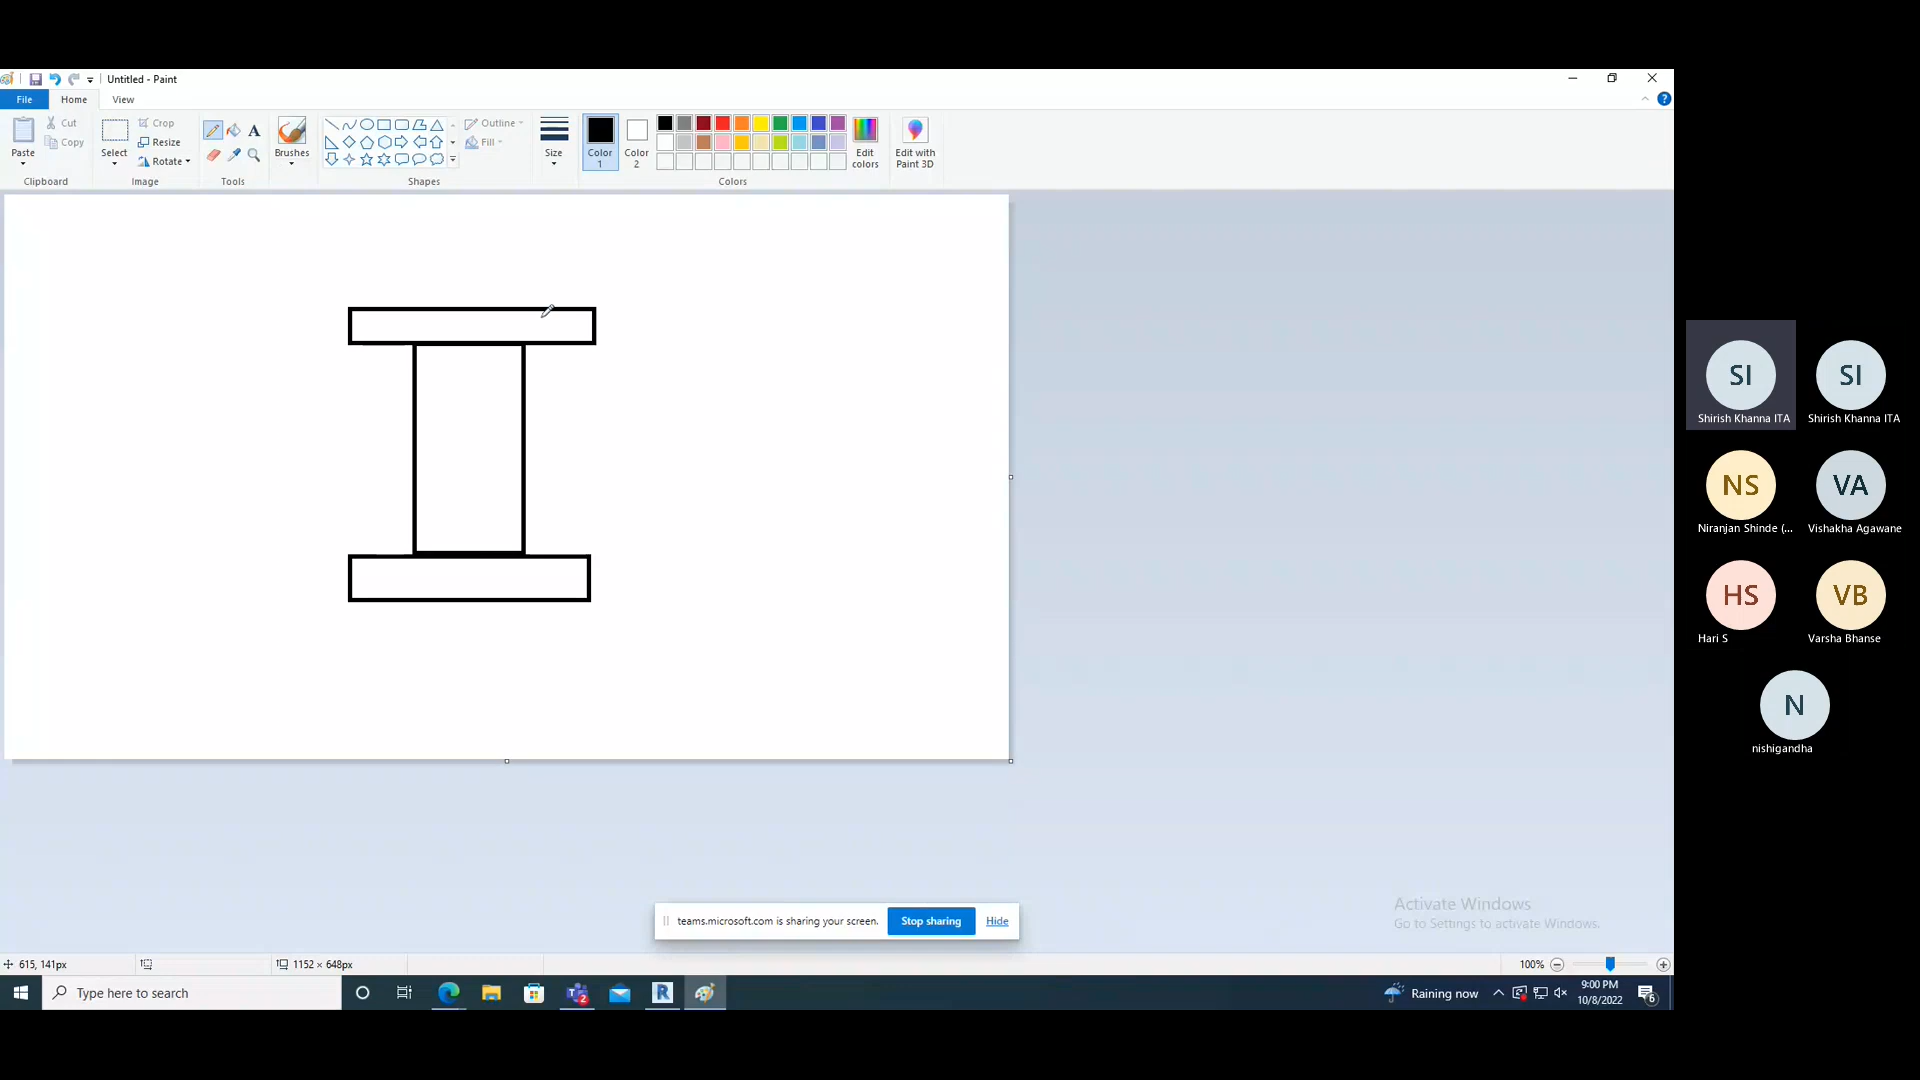 Untitled - Paint
File Home View
Paste
Cut
Copy
Clipboard
Select
Crop
Resize
Rotate
Image
A
Tools
Brushes
Shapes
Outline
Fill
Size
Color 1
Color 2
Colors
Edit colors
Edit with Paint 3D
?
SI
Shirish Khanna ITA
SI
Shirish Khanna ITA
NS
Niranjan Shinde (...
VA
Vishakha Agawane
HS
Hari S
VB
Varsha Bhanse
N
nishigandha
teams.microsoft.com is sharing your screen.
Stop sharing
Hide
Activate Windows
Go to Settings to activate Windows.
615, 141px
1152 × 648px
100%
Type here to search
2
R
Raining now
9:00 PM
10/8/2022
6